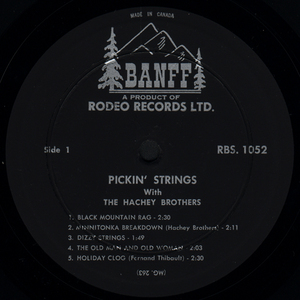 MADE IN CANADA
BANFF
A PRODUCT OF
RODEO RECORDS LTD.
Side 1
RBS. 1052
PICKIN' STRINGS
With
THE HACHEY BROTHERS
1. BLACK MOUNTAIN RAG - 2:30
2. MINNITONKA BREAKDOWN (Hachey Brothers) - 2:11
3. DIZZY STRINGS - 1:49
4. THE OLD MAN AND OLD WOMAN - 2:03
5. HOLIDAY CLOG (Fernand Thibault) - 2:30
(MG. 263)